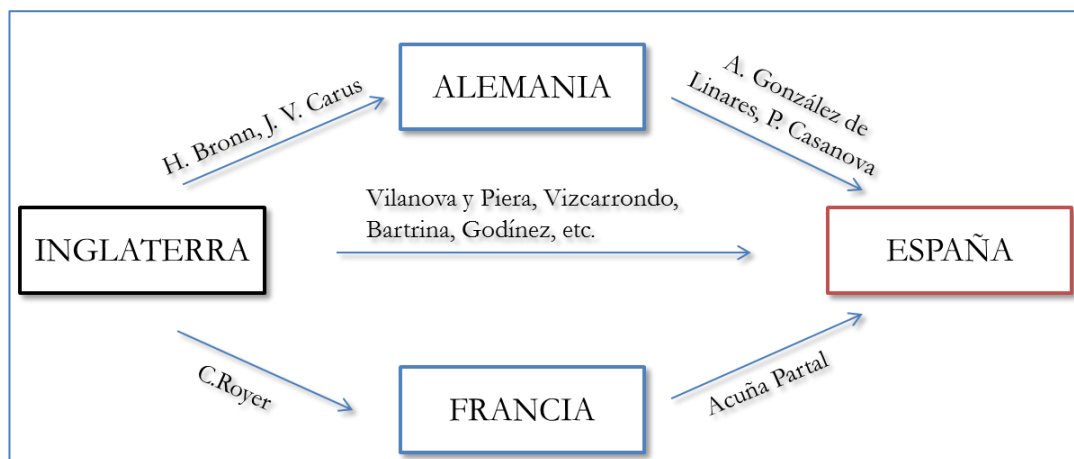 ALEMANIA
H. Bronn, J. V. Carus
A. González de
Linares, P. Casanova
Vilanova y Piera, Vizcarrondo,
Bartrina, Godínez, etc.
INGLATERRA
ESPAÑA
C.Royer
FRANCIA
Acuña Partal